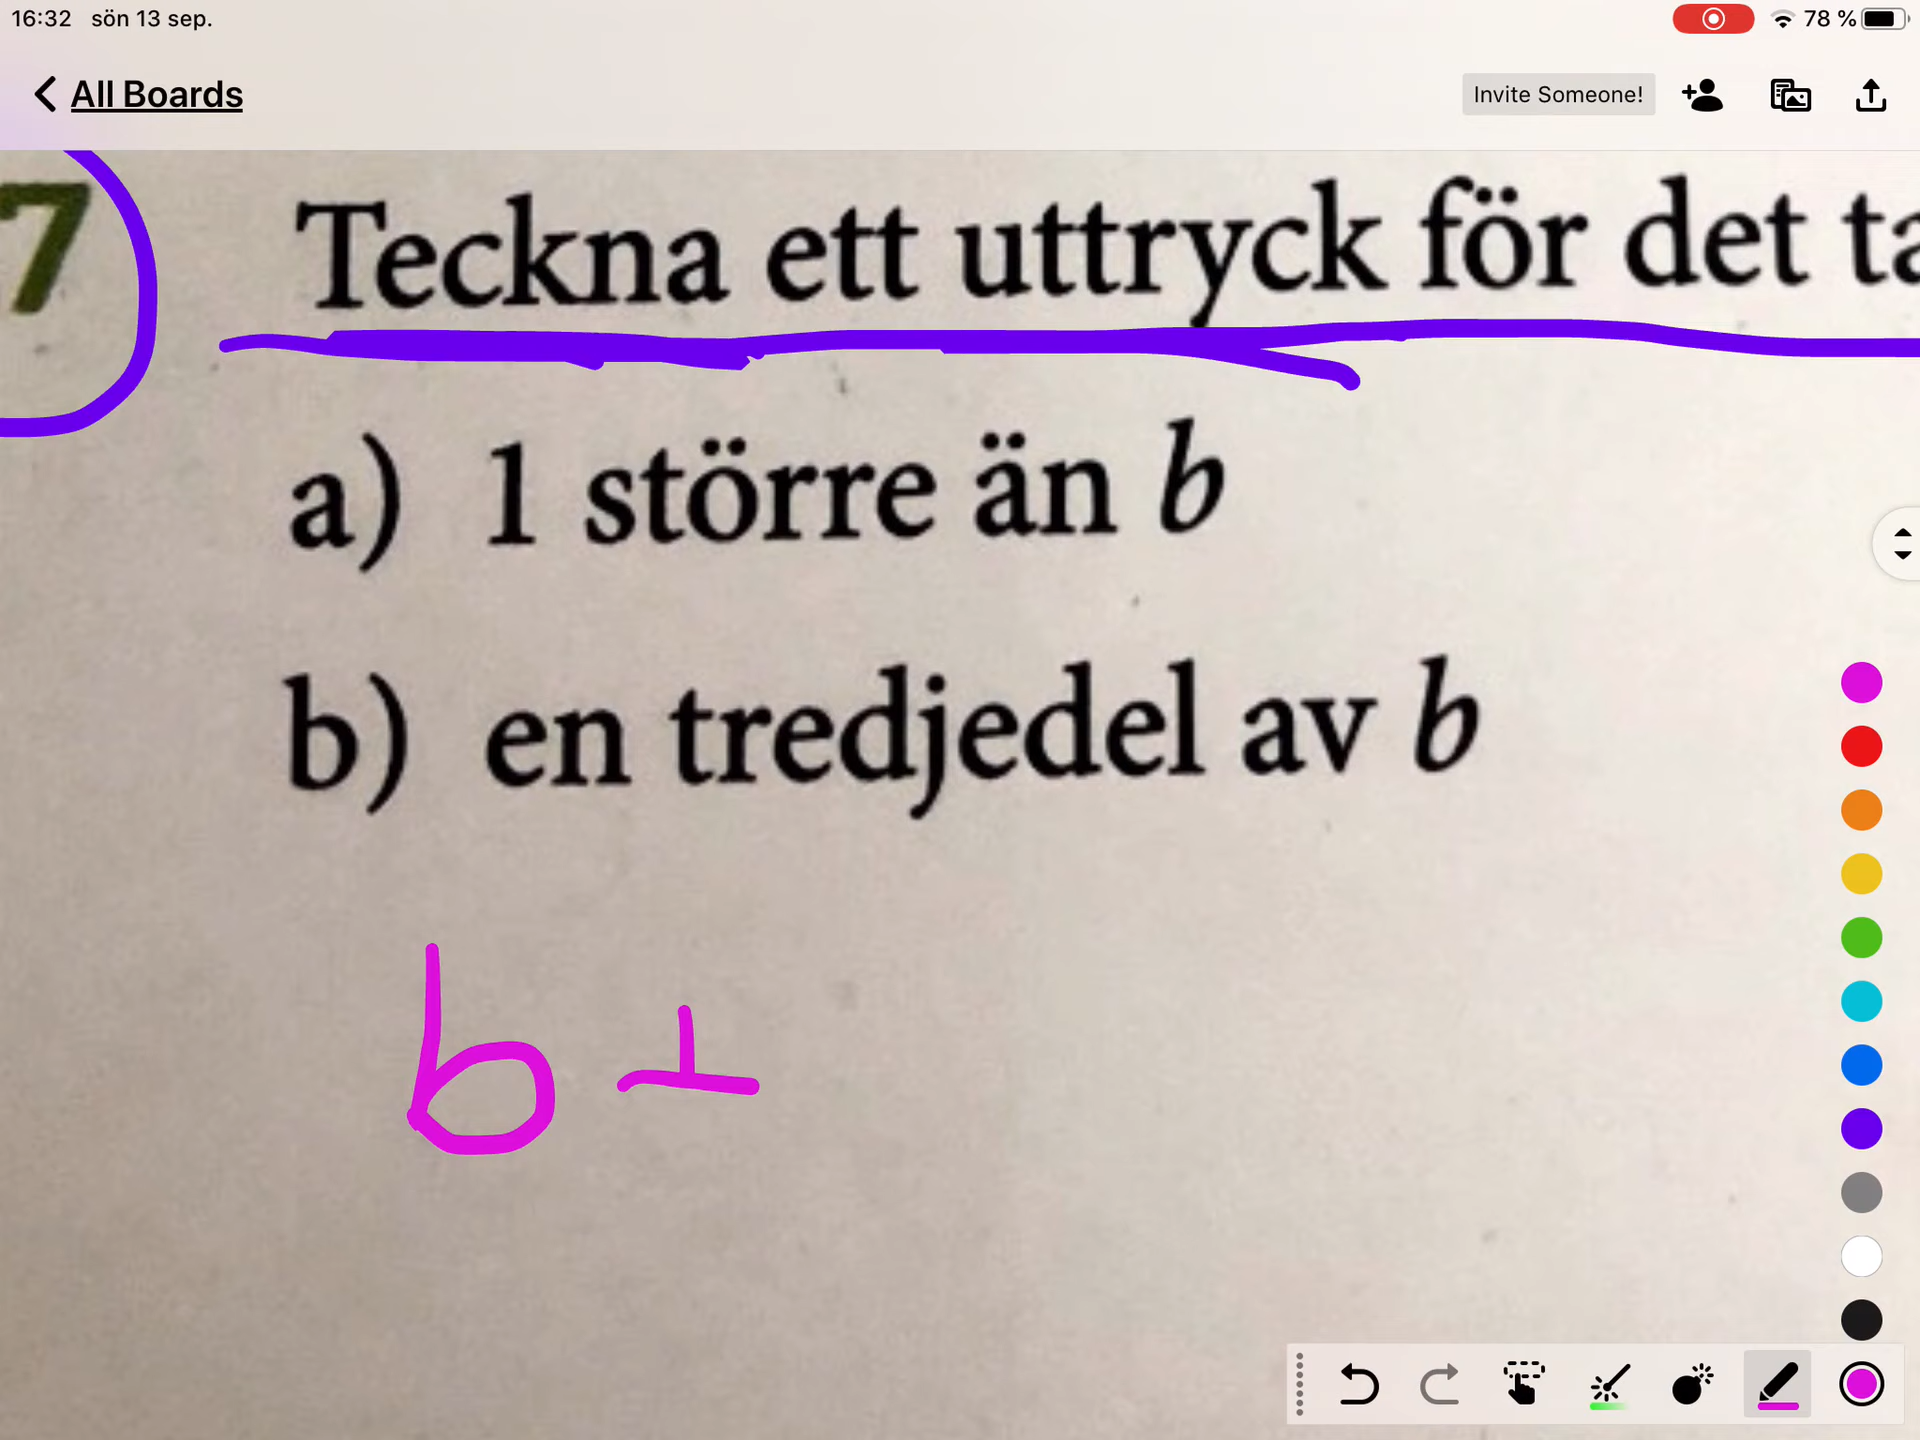 16:32 sön 13 sep. 78 %
All Boards Invite Someone!
7 Teckna ett uttryck för det
a) 1 större än b
b) en tredjedel av b
b +